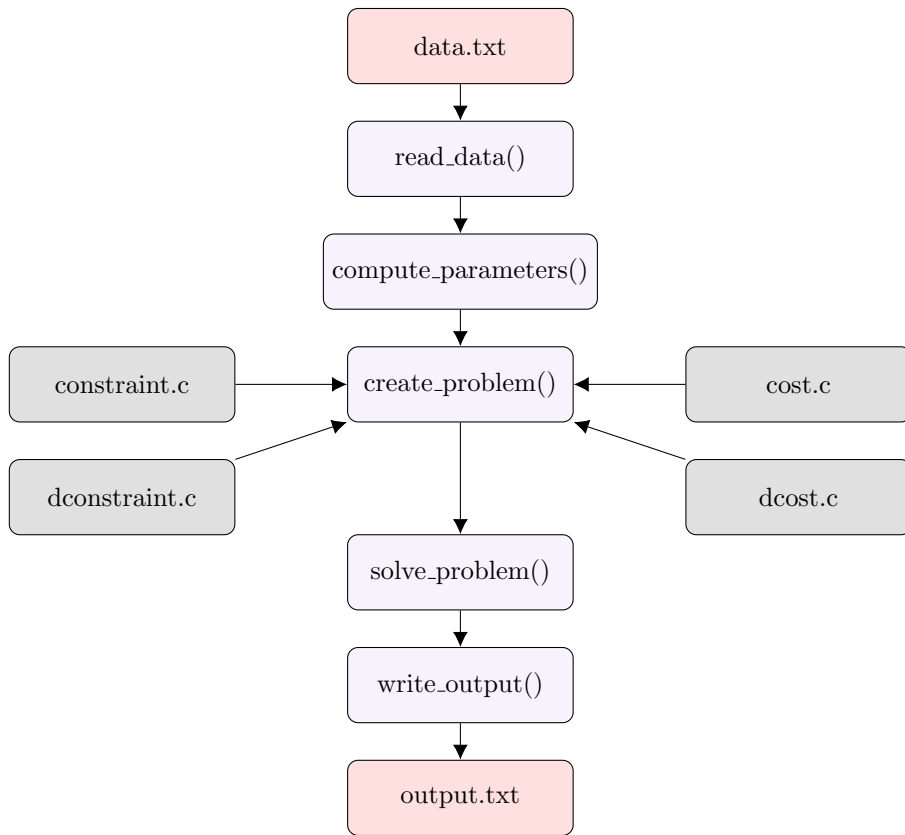 data.txt
read_data()
compute_parameters()
constraint.c
create_problem()
cost.c
dconstraint.c
dcost.c
solve_problem()
write_output()
output.txt